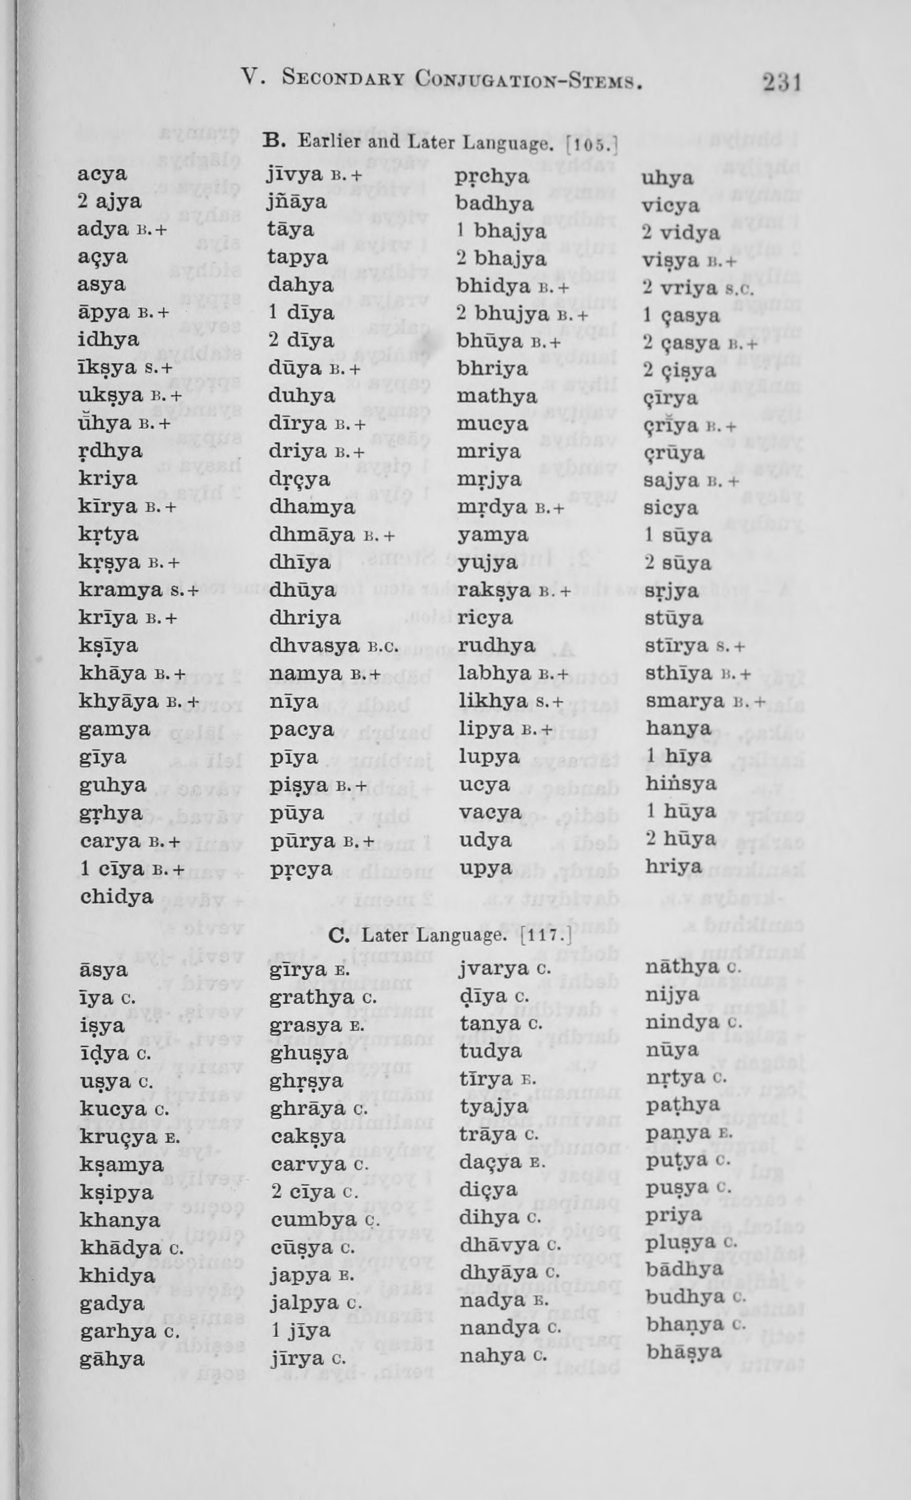 V. Secondary Conjugation-Stems. 231
B. Earlier and Later Language. [105.]
acya
2 ajya
adya B.+
açya
asya
āpya B.+
idhya
īkṣya S.+
ukṣya B.+
ū̆hya B.+
ṛdhya
kriya
kīrya B.+
kṛtya
kṛṣya B.+
kramya S.+
krīya B.+
kṣīya
khāya B.+
khyāya B.+
gamya
gīya
guhya
gṛhya
carya B.+
1 cīya B.+
chidya
jīvya B.+
jñāya
tāya
tapya
dahya
1 dīya
2 dīya
dūya B.+
duhya
dīrya B.+
driya B.+
dṛçya
dhamya
dhmāya B.+
dhīya
dhūya
dhriya
dhvasya B.C.
namya B.+
nīya
pacya
pīya
piṣya B.+
pūya
pūrya B.+
pṛcya
pṛchya
badhya
1 bhajya
2 bhajya
bhidya B.+
2 bhujya B.+
bhūya B.+
bhriya
mathya
mucya
mriya
mṛjya
mṛdya B.+
yamya
yujya
rakṣya B.+
ricya
rudhya
labhya B.+
likhya S.+
lipya B.+
lupya
ucya
vacya
udya
upya
uhya
vicya
2 vidya
viṣya B.+
2 vriya S.C.
1 çasya
2 çasya B.+
2 çiṣya
çīrya
çrī̆ya B.+
çrūya
sajya B.+
sicya
1 sūya
2 sūya
sṛjya
stūya
stīrya S.+
sthīya B.+
smarya B.+
hanya
1 hīya
hiṅsya
1 hūya
2 hūya
hriya
C. Later Language. [117.]
āsya
īya C.
iṣya
īḍya C.
uṣya C.
kucya C.
kruçya E.
kṣamya
kṣipya
khanya
khādya C.
khidya
gadya
garhya C.
gāhya
gīrya E.
grathya C.
grasya E.
ghuṣya
ghṛṣya
ghrāya C.
cakṣya
carvya C.
2 cīya C.
cumbya C.
cūṣya C.
japya E.
jalpya C.
1 jīya
jīrya C.
jvarya C.
ḍīya C.
tanya C.
tudya
tīrya E.
tyajya
trāya C.
daçya E.
diçya
dihya C.
dhāvya C.
dhyāya C.
nadya E.
nandya C.
nahya C.
nāthya C.
nijya
nindya C.
nūya
nṛtya C.
paṭhya
paṇya E.
puṭya C.
puṣya C.
priya
pluṣya C.
bādhya
budhya C.
bhaṇya C.
bhāṣya